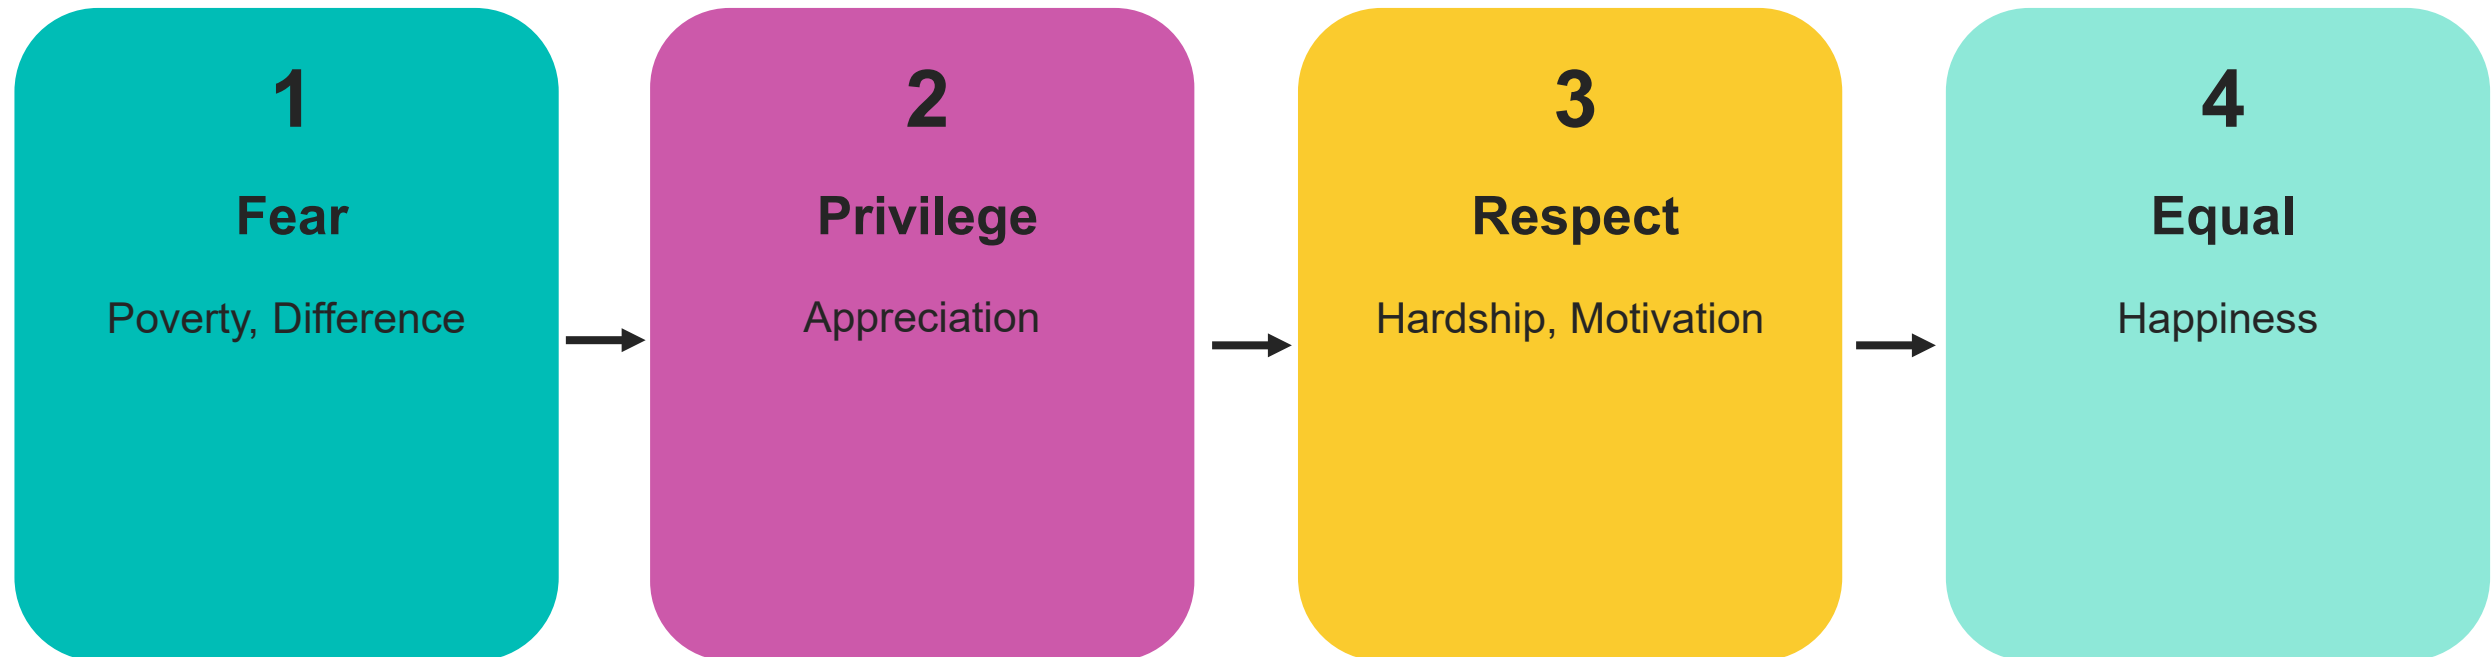 1
Fear
Poverty, Difference
2
Privilege
Appreciation
3
Respect
Hardship, Motivation
4
Equal
Happiness